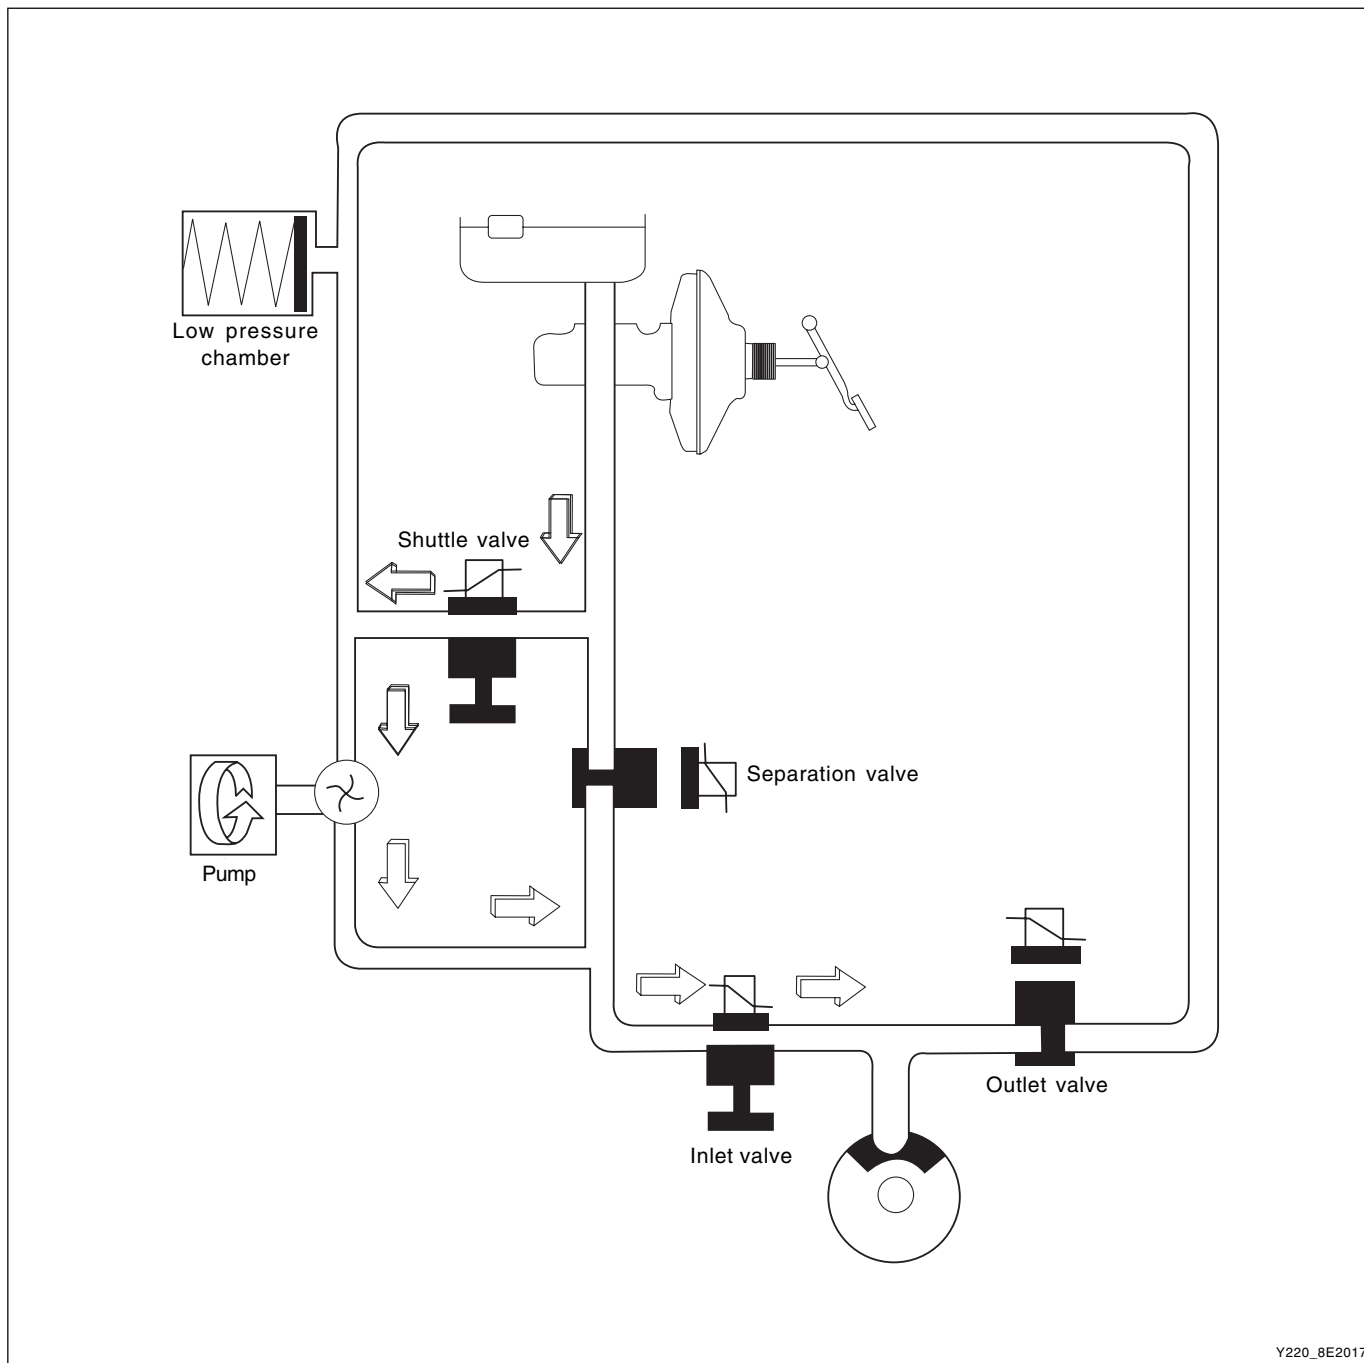 Low pressure
chamber
Shuttle valve
Separation valve
Pump
Outlet valve
Inlet valve
Y220_8E2017